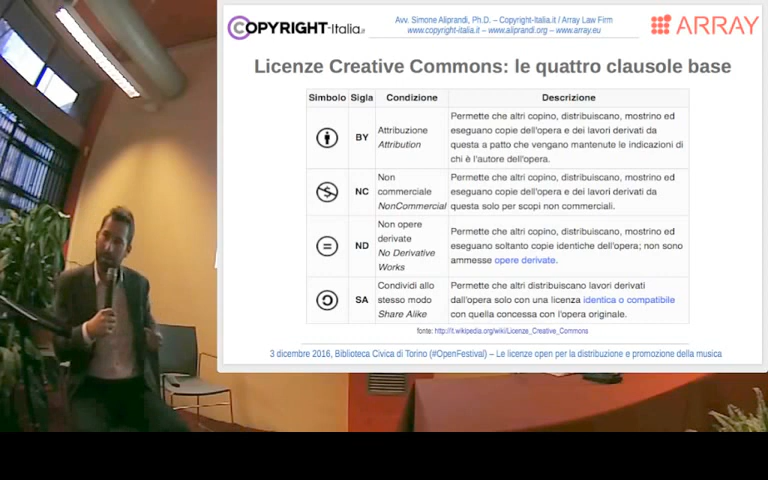 COPYRIGHT-Italia.it
Avv. Simone Aliprandi, Ph.D. – Copyright-Italia.it / Array Law Firm
www.copyright-italia.it – www.aliprandi.org – www.array.eu
ARRAY
Licenze Creative Commons: le quattro clausole base
Simbolo Sigla Condizione Descrizione
BY
Attribuzione
Attribution
Permette che altri copino, distribuiscano, mostrino ed
eseguano copie dell'opera e dei lavori derivati da
questa a patto che vengano mantenute le indicazioni di
chi è l'autore dell'opera.
NC
Non
commerciale
NonCommercial
Permette che altri copino, distribuiscano, mostrino ed
eseguano copie dell'opera e dei lavori derivati da
questa solo per scopi non commerciali.
ND
Non opere
derivate
No Derivative
Works
Permette che altri copino, distribuiscano, mostrino ed
eseguano soltanto copie identiche dell'opera; non sono
ammesse opere derivate.
SA
Condividi allo
stesso modo
Share Alike
Permette che altri distribuiscano lavori derivati
dall'opera solo con una licenza identica o compatibile
con quella concessa con l'opera originale.
fonte: http://it.wikipedia.org/wiki/Licenze_Creative_Commons
3 dicembre 2016, Biblioteca Civica di Torino (#OpenFestival) – Le licenze open per la distribuzione e promozione della musica